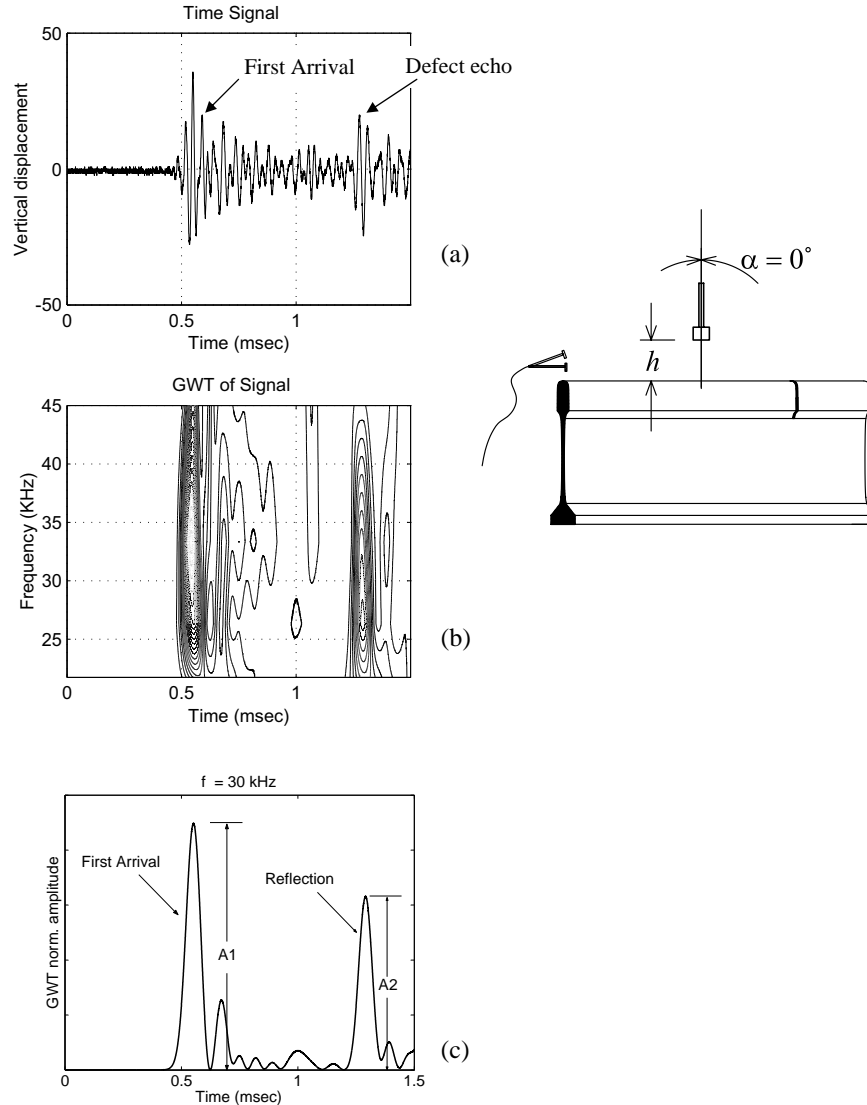 Time Signal
50
0
-50
Vertical displacement
First Arrival
Defect echo
0
0.5
1
Time (msec)
(a)
α = 0°
h
GWT of Signal
45
40
35
30
25
Frequency (KHz)
0
0.5
1
Time (msec)
(b)
f = 30 kHz
GWT norm. amplitude
First Arrival
Reflection
A1
A2
0
0.5
1
1.5
Time (msec)
(c)